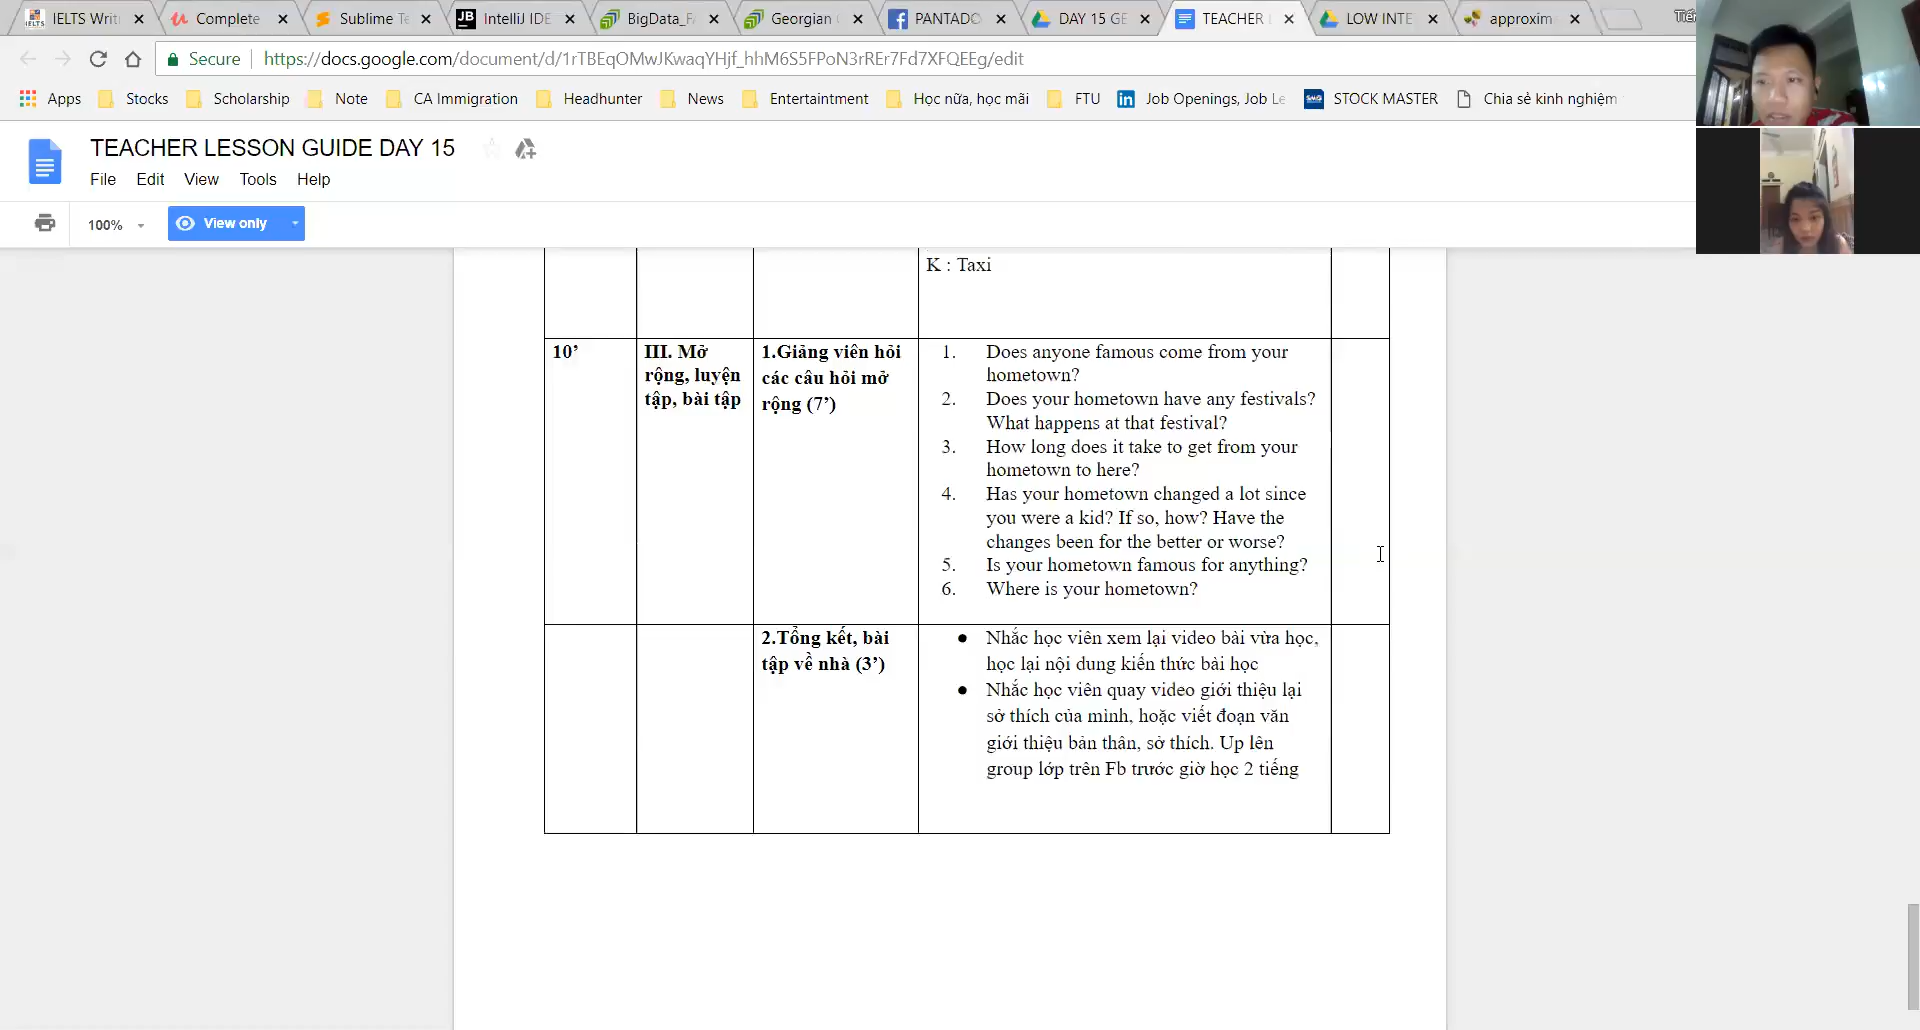 IELTS Writ
Complete
Sublime Te
IntelliJ IDE
BigData_F
Georgian
PANTADO
DAY 15 GE
TEACHER L
LOW INTE
approxim
Secure https://docs.google.com/document/d/1rTBEqOMwJKwaqYHjf_hhM6S5FPoN3rREr7Fd7XFQEEg/edit
Apps Stocks Scholarship Note CA Immigration Headhunter News Entertaintment Học nữa, học mãi FTU Job Openings, Job Le STOCK MASTER Chia sẻ kinh nghiệm
TEACHER LESSON GUIDE DAY 15
File Edit View Tools Help
100% View only
K : Taxi
10’
III. Mở
rộng, luyện
tập, bài tập
1.Giảng viên hỏi
các câu hỏi mở
rộng (7’)
1. Does anyone famous come from your
hometown?
2. Does your hometown have any festivals?
What happens at that festival?
3. How long does it take to get from your
hometown to here?
4. Has your hometown changed a lot since
you were a kid? If so, how? Have the
changes been for the better or worse?
5. Is your hometown famous for anything?
6. Where is your hometown?
2.Tổng kết, bài
tập về nhà (3’)
● Nhắc học viên xem lại video bài vừa học,
học lại nội dung kiến thức bài học
● Nhắc học viên quay video giới thiệu lại
sở thích của mình, hoặc viết đoạn văn
giới thiệu bản thân, sở thích. Up lên
group lớp trên Fb trước giờ học 2 tiếng